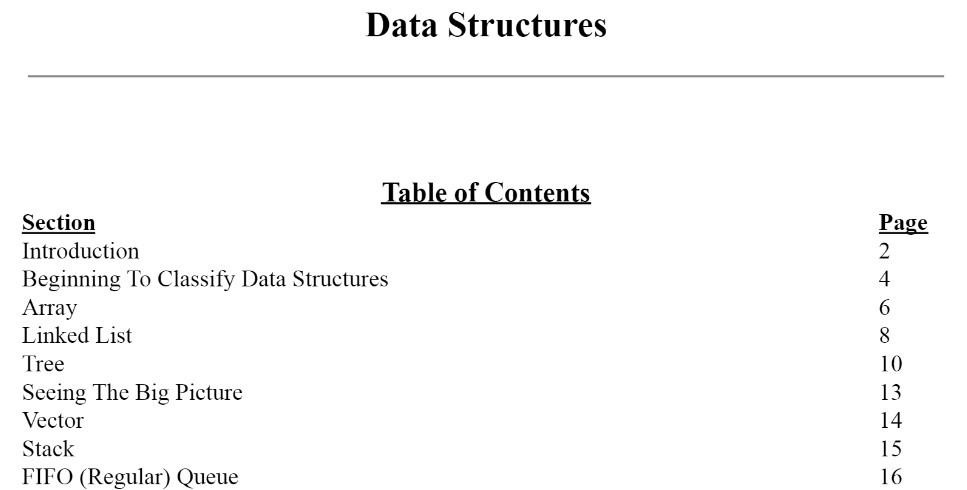 Data Structures
Table of Contents
Section Page
Introduction 2
Beginning To Classify Data Structures 4
Array 6
Linked List 8
Tree 10
Seeing The Big Picture 13
Vector 14
Stack 15
FIFO (Regular) Queue 16